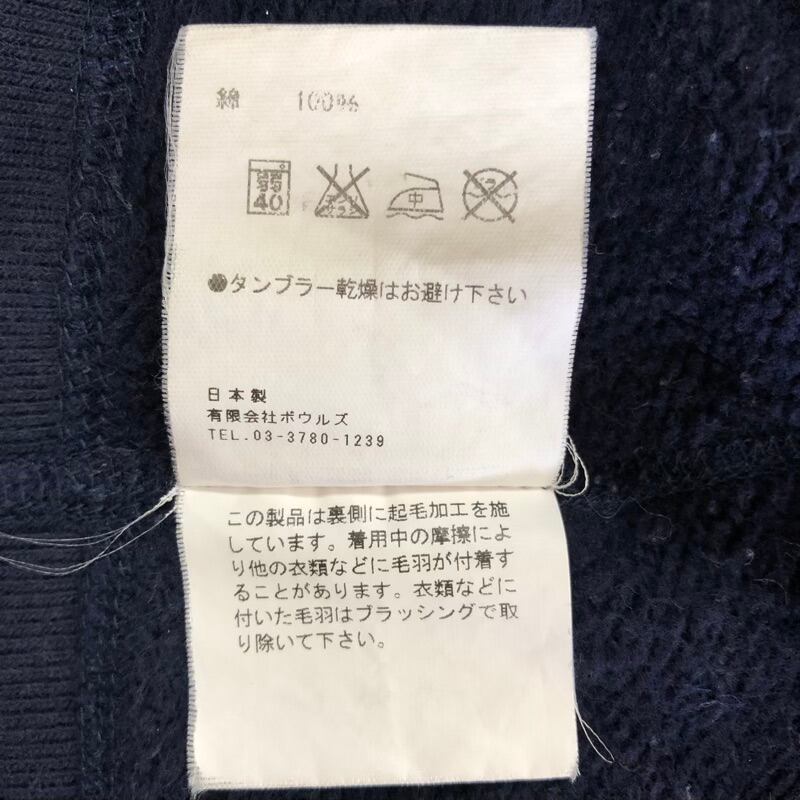 綿 100%
弱 40 中
●タンブラー乾燥はお避け下さい
日本製
有限会社ボウルズ
TEL.03-3780-1239
この製品は裏側に起毛加工を施
しています。着用中の摩擦によ
り他の衣類などに毛羽が付着す
ることがあります。衣類などに
付いた毛羽はブラッシングで取
り除いて下さい。